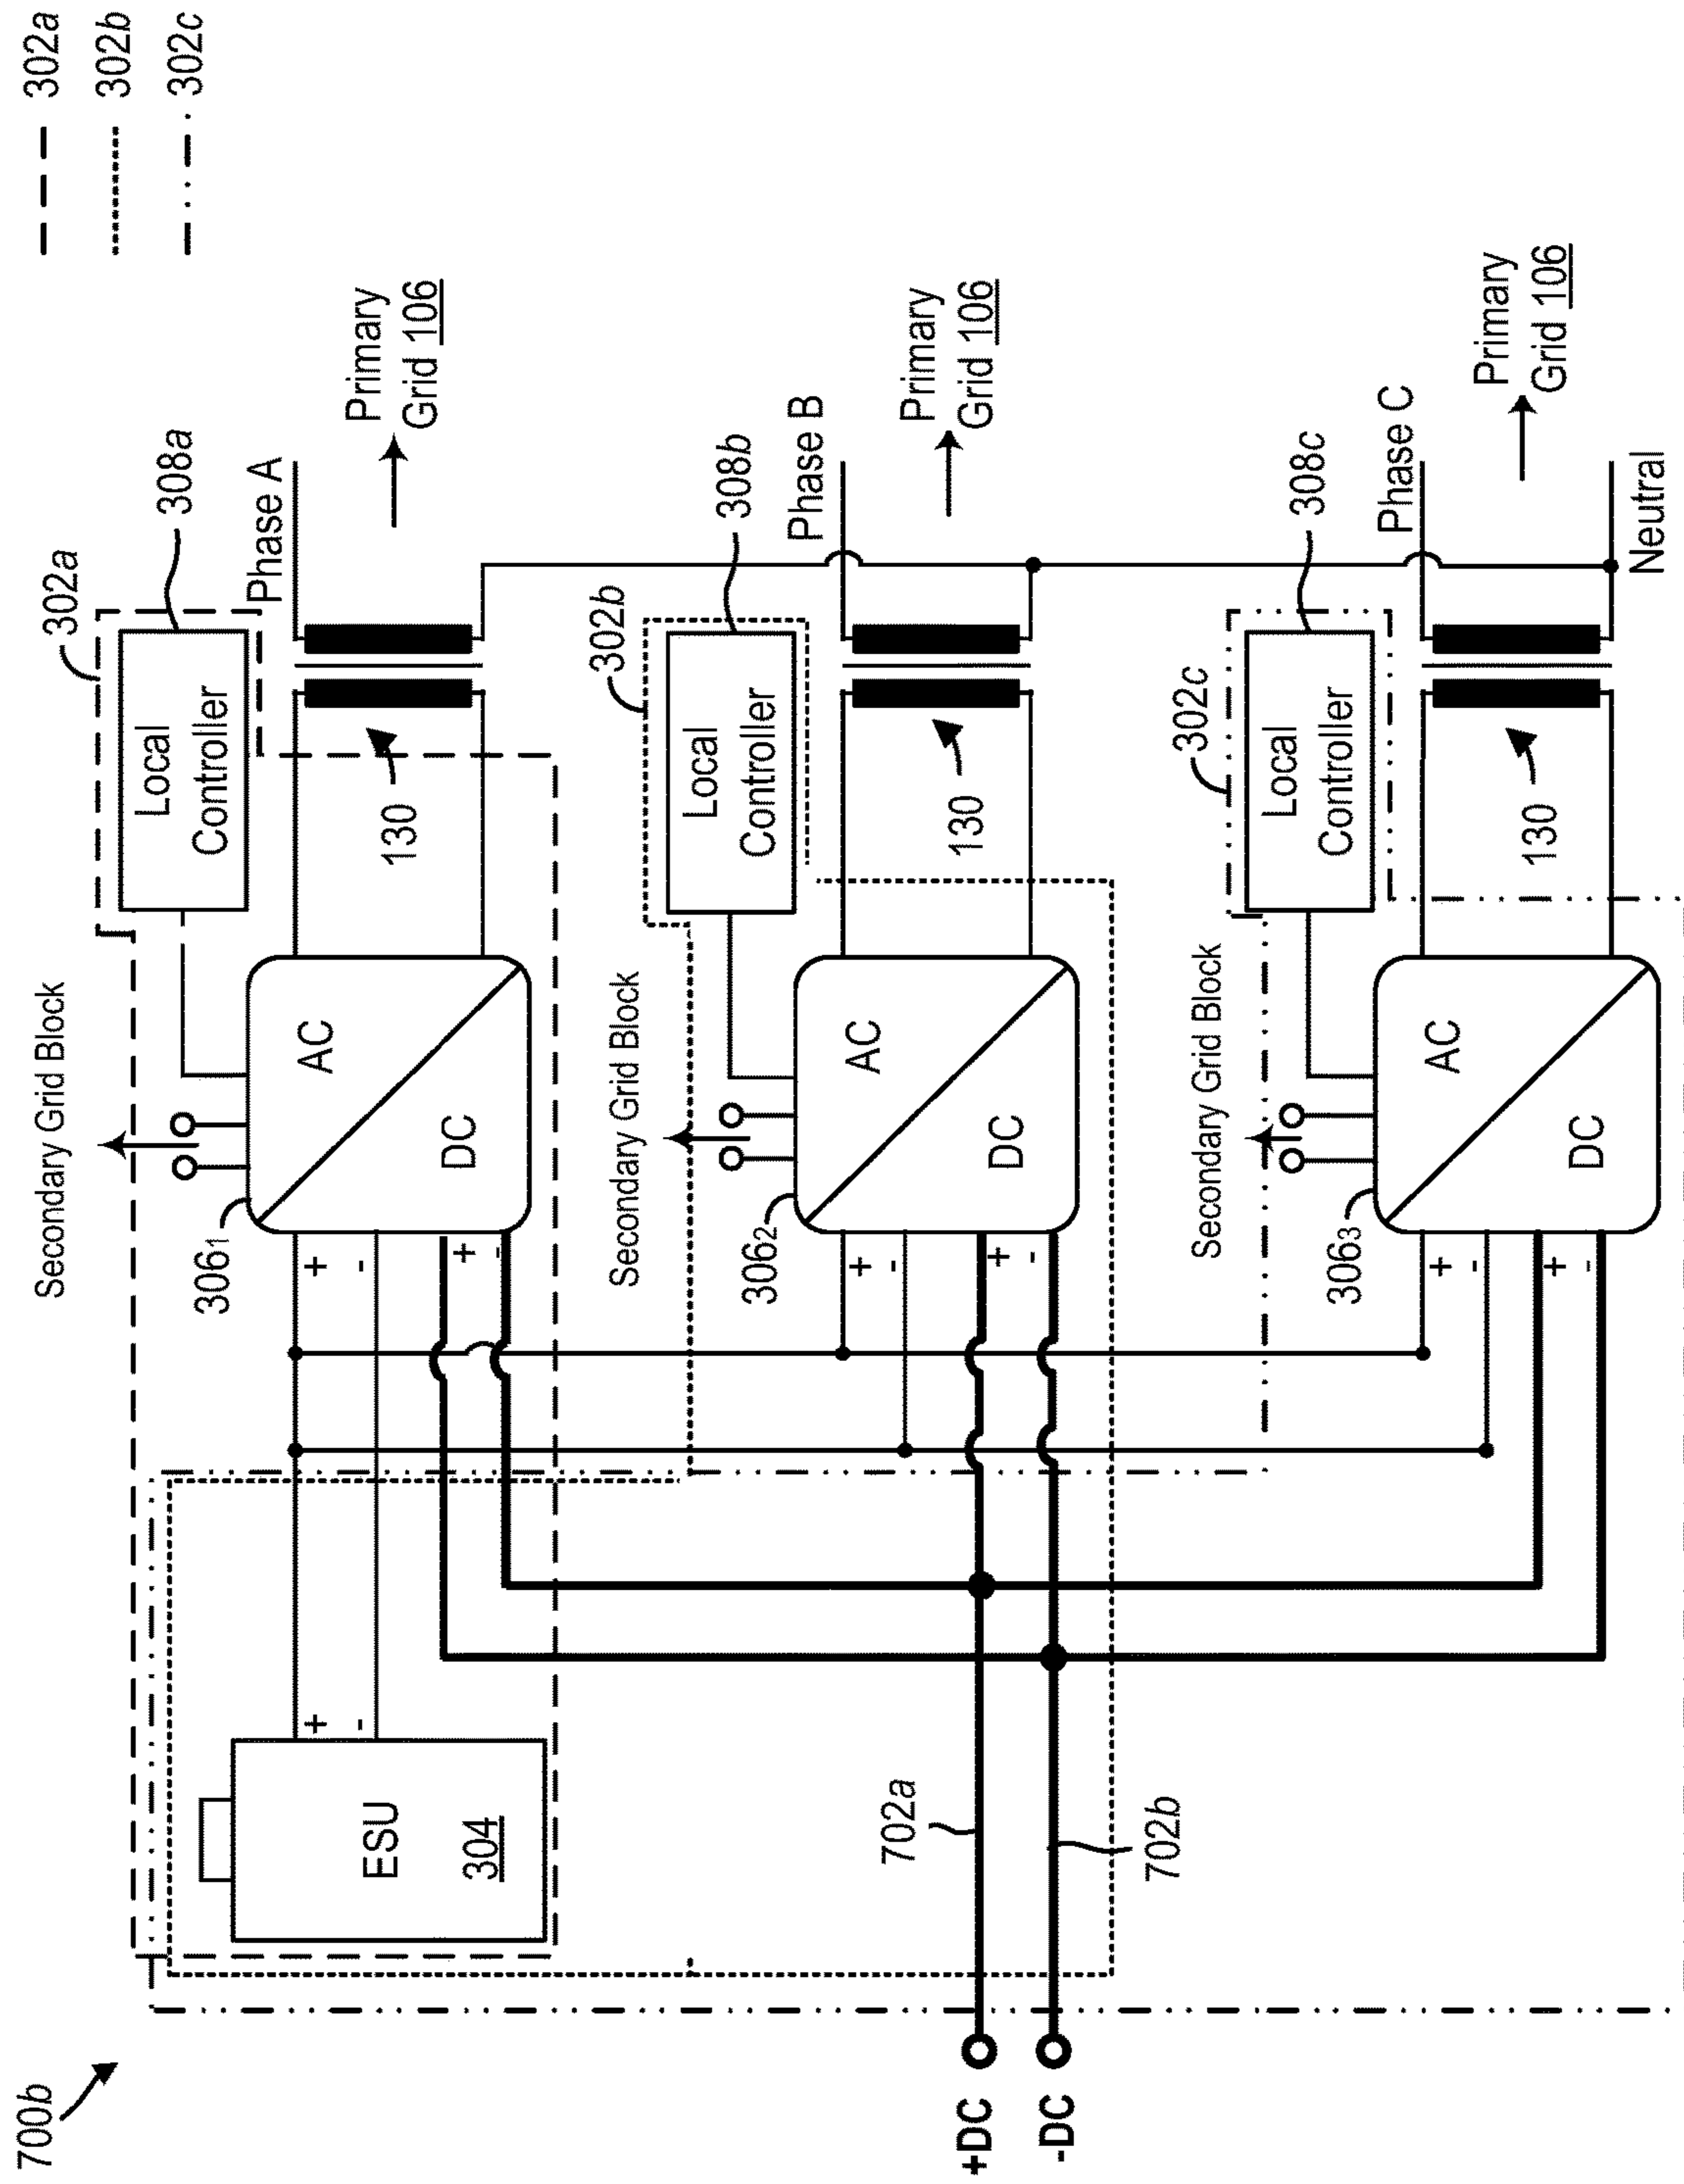 700b
302a
302b
302c
302a
308a
Local
Controller
Secondary Grid Block
Phase A
Primary
Grid 106
130
AC
DC
306₁
+
-
+
-
+
-
ESU
304
302b
308b
Local
Controller
Secondary Grid Block
Phase B
Primary
Grid 106
130
AC
DC
306₂
+
-
+
-
702a
702b
+DC
-DC
302c
308c
Local
Controller
Secondary Grid Block
Phase C
Primary
Grid 106
Neutral
130
AC
DC
306₃
+
-
+
-